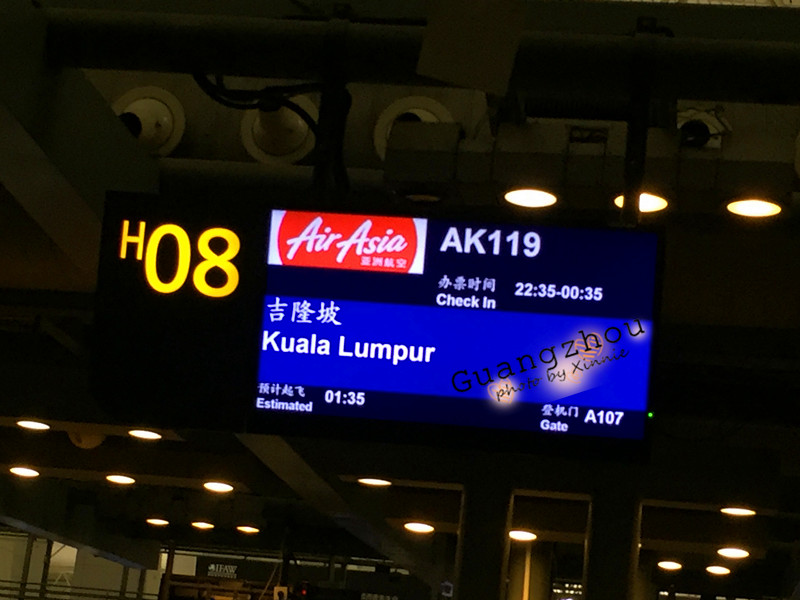 H08
AirAsia
亚洲航空
AK119
办票时间
Check In
22:35-00:35
吉隆坡
Kuala Lumpur
Guangzhou
photo by Xinnie
预计起飞
Estimated
01:35
登机门
Gate
A107
IFAW